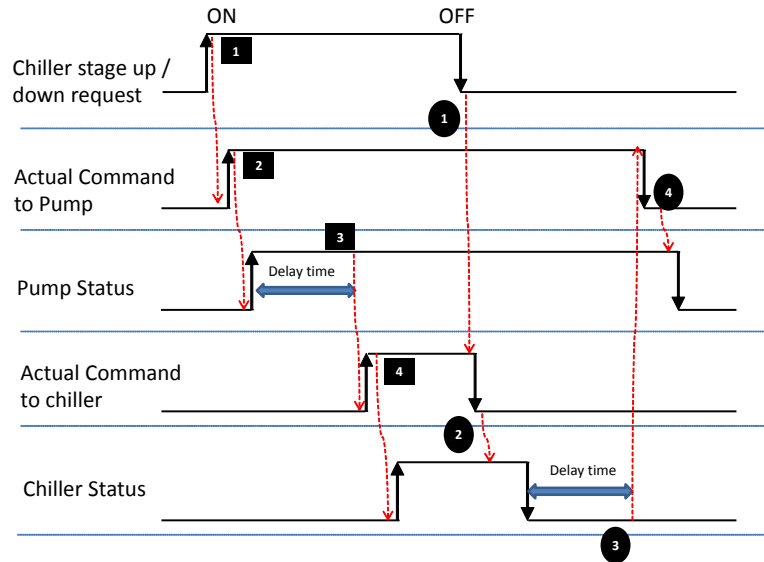 ON
OFF
Chiller stage up /
down request
1
1
Actual Command
to Pump
2
4
Pump Status
3
Delay time
Actual Command
to chiller
4
2
Chiller Status
Delay time
3